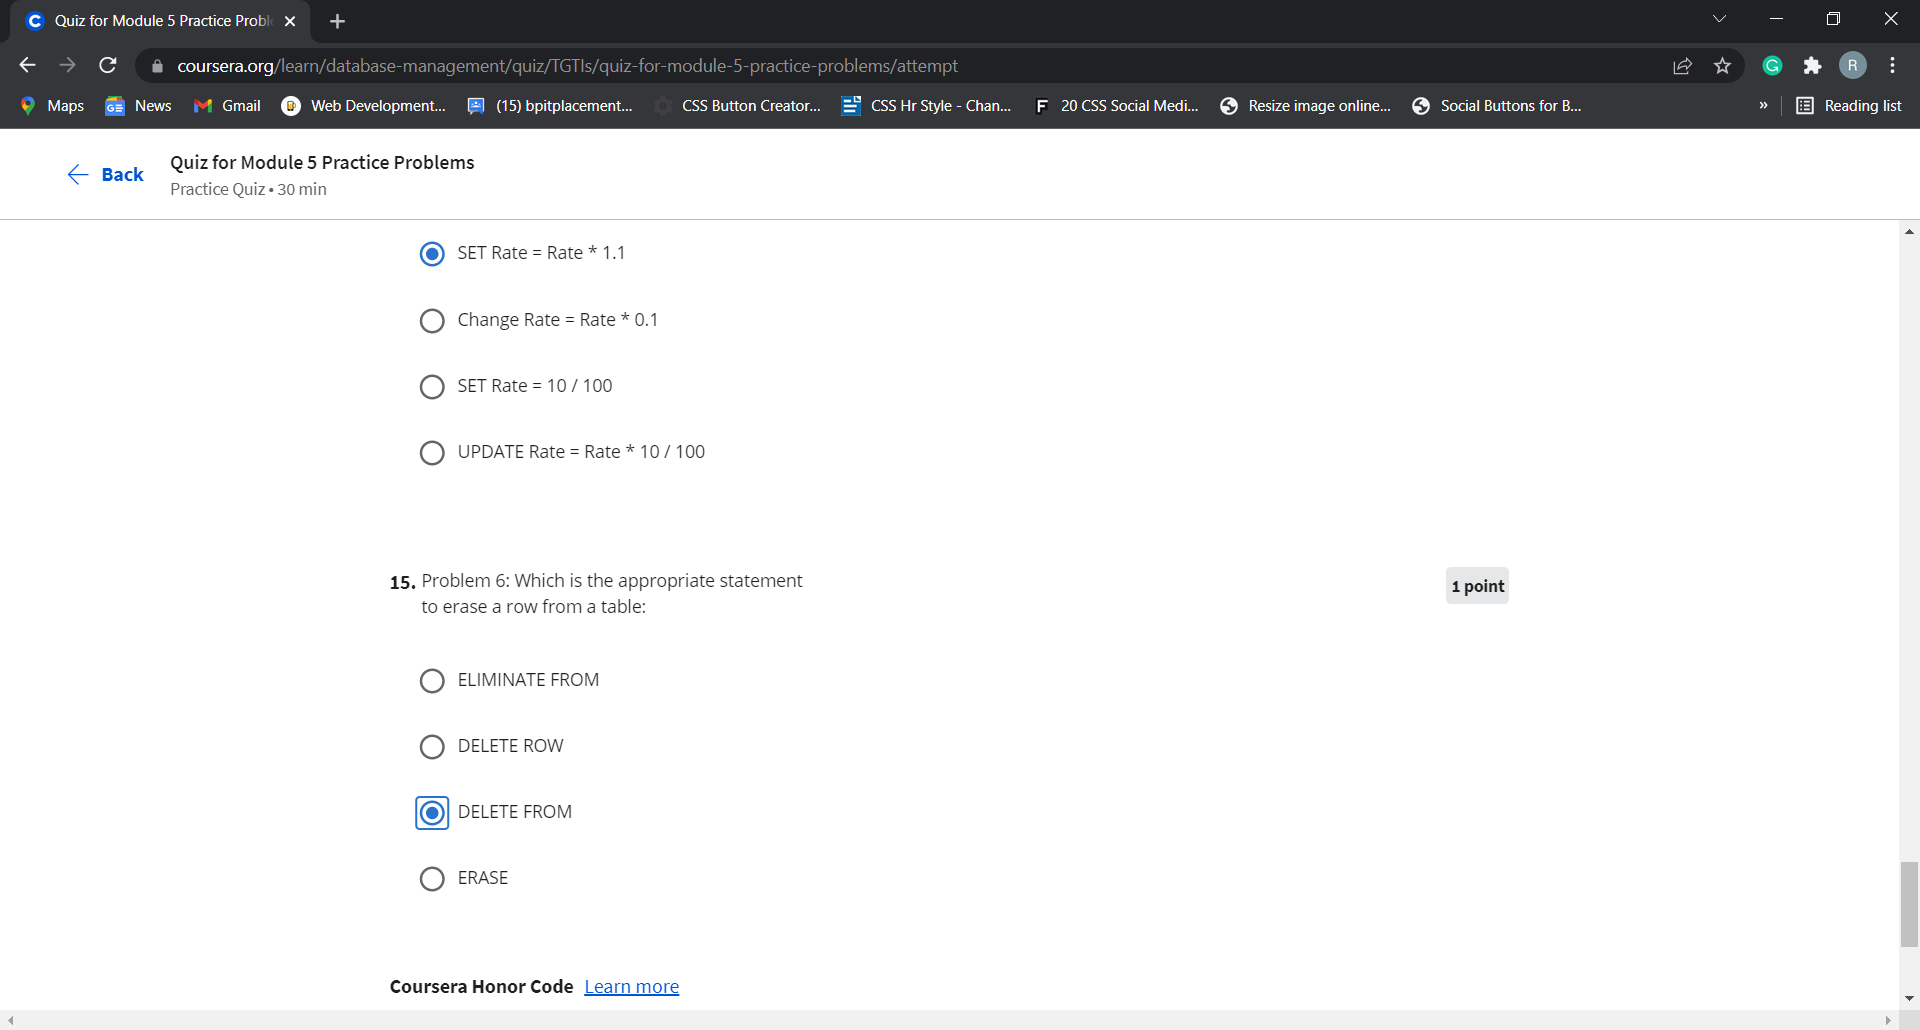 Quiz for Module 5 Practice Proble
coursera.org/learn/database-management/quiz/TGTIs/quiz-for-module-5-practice-problems/attempt
R
Maps
News
Gmail
Web Development...
(15) bpitplacement...
CSS Button Creator...
CSS Hr Style - Chan...
20 CSS Social Medi...
Resize image online...
Social Buttons for B...
»
Reading list
Back
Quiz for Module 5 Practice Problems
Practice Quiz • 30 min
SET Rate = Rate * 1.1
Change Rate = Rate * 0.1
SET Rate = 10 / 100
UPDATE Rate = Rate * 10 / 100
15. Problem 6: Which is the appropriate statement
1 point
to erase a row from a table:
ELIMINATE FROM
DELETE ROW
DELETE FROM
ERASE
Coursera Honor Code Learn more